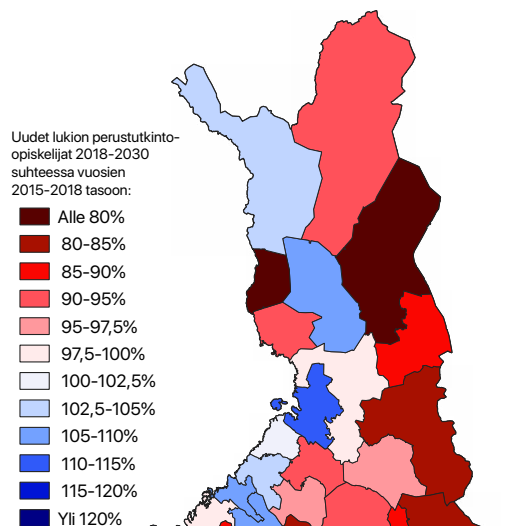 Uudet lukion perustutkinto-
opiskelijat 2018-2030
suhteessa vuosien
2015-2018 tasoon:
Alle 80%
80-85%
85-90%
90-95%
95-97,5%
97,5-100%
100-102,5%
102,5-105%
105-110%
110-115%
115-120%
Yli 120%